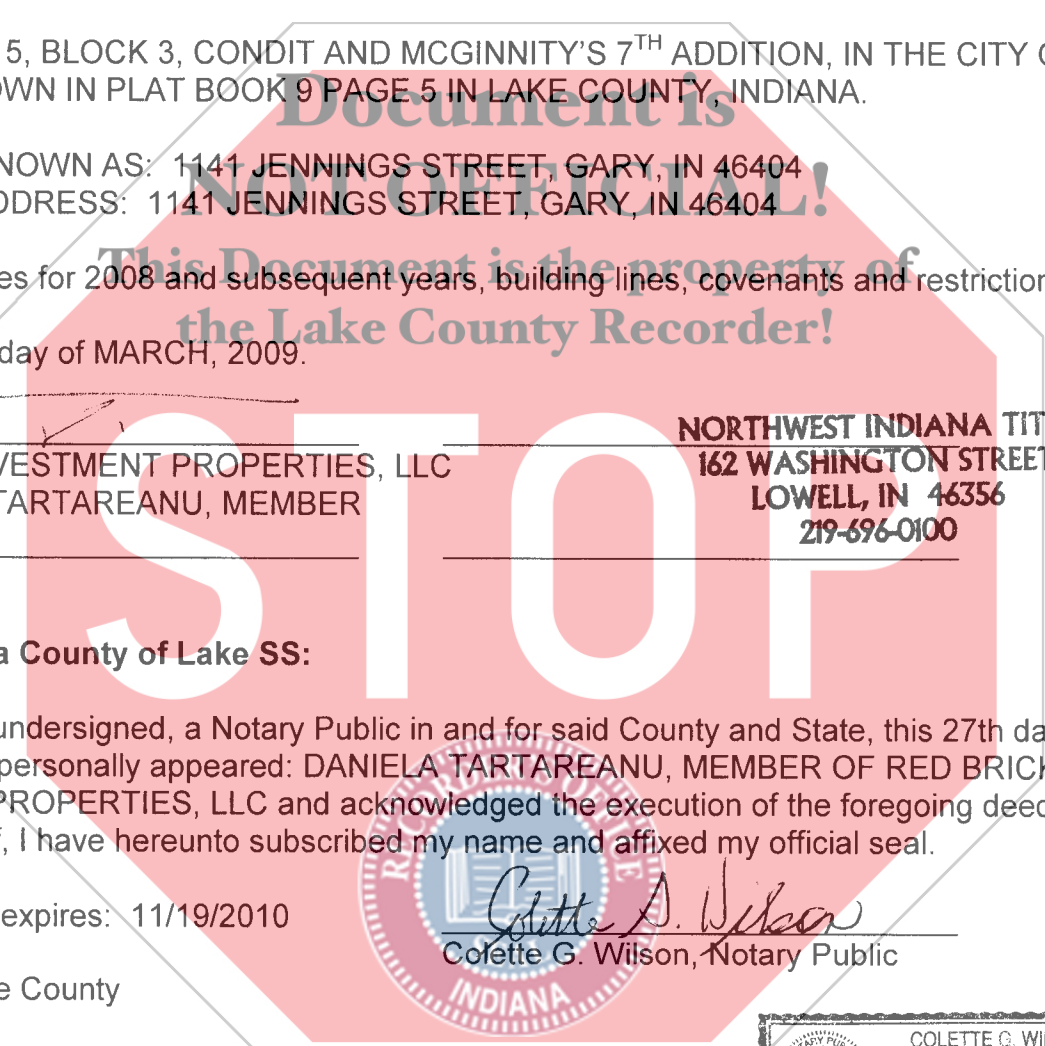 5, BLOCK 3, CONDIT AND MCGINNITY'S 7TH ADDITION, IN THE CITY
OWN IN PLAT BOOK 9 PAGE 5 IN LAKE COUNTY, INDIANA.
Document is
NOWN AS: 1141 JENNINGS STREET, GARY, IN 46404
NOT OFFICIAL!
DDRESS: 1141 JENNINGS STREET, GARY, IN 46404
This Document is the property of
es for 2008 and subsequent years, building lines, covenants and restriction
the Lake County Recorder!
day of MARCH, 2009.
STOP
NORTHWEST INDIANA TIT
162 WASHINGTON STREET
LOWELL, IN 46356
219-696-0100
VESTMENT PROPERTIES, LLC
TARTAREANU, MEMBER
a County of Lake SS:
undersigned, a Notary Public in and for said County and State, this 27th da
personally appeared: DANIELA TARTAREANU, MEMBER OF RED BRICK
PROPERTIES, LLC and acknowledged the execution of the foregoing deed
f, I have hereunto subscribed my name and affixed my official seal.
RECORDER'S OFFICE
INDIANA
expires: 11/19/2010
Colette G. Wilson
Colette G. Wilson, Notary Public
e County
COLETTE G. WI